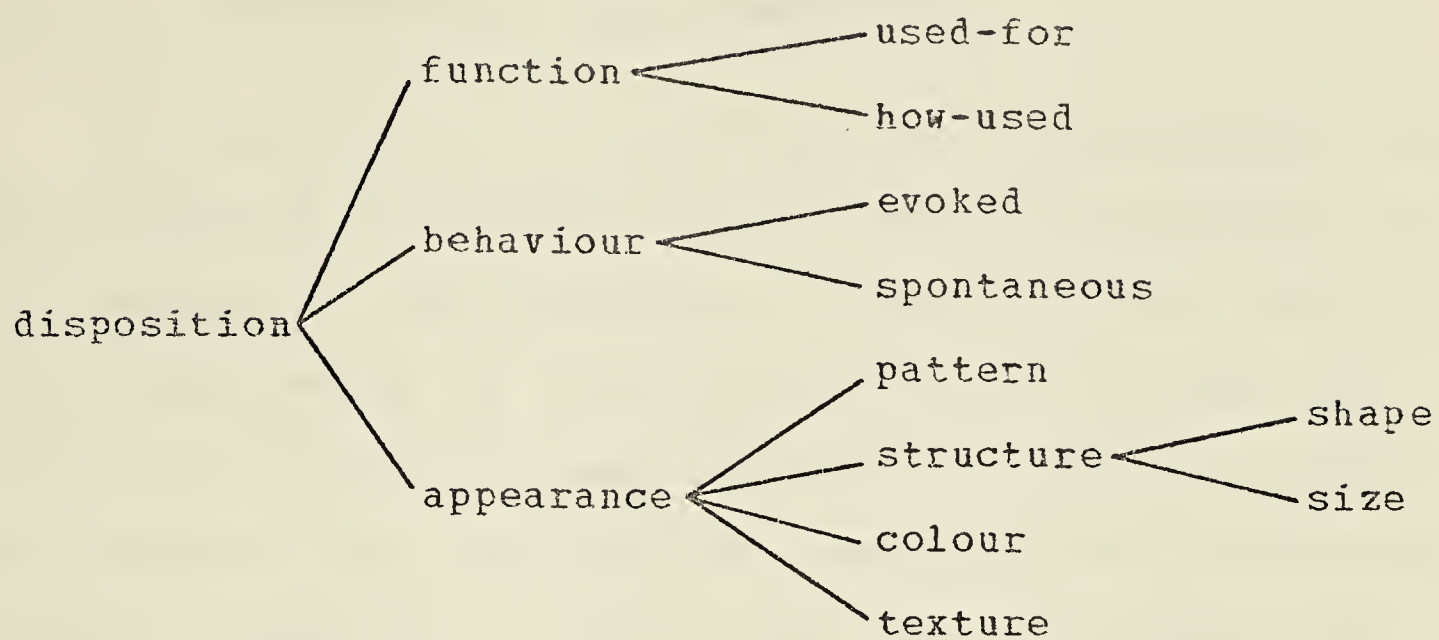 used-for
function
how-used
evoked
behaviour
spontaneous
disposition
pattern
shape
structure
appearance
size
colour
texture